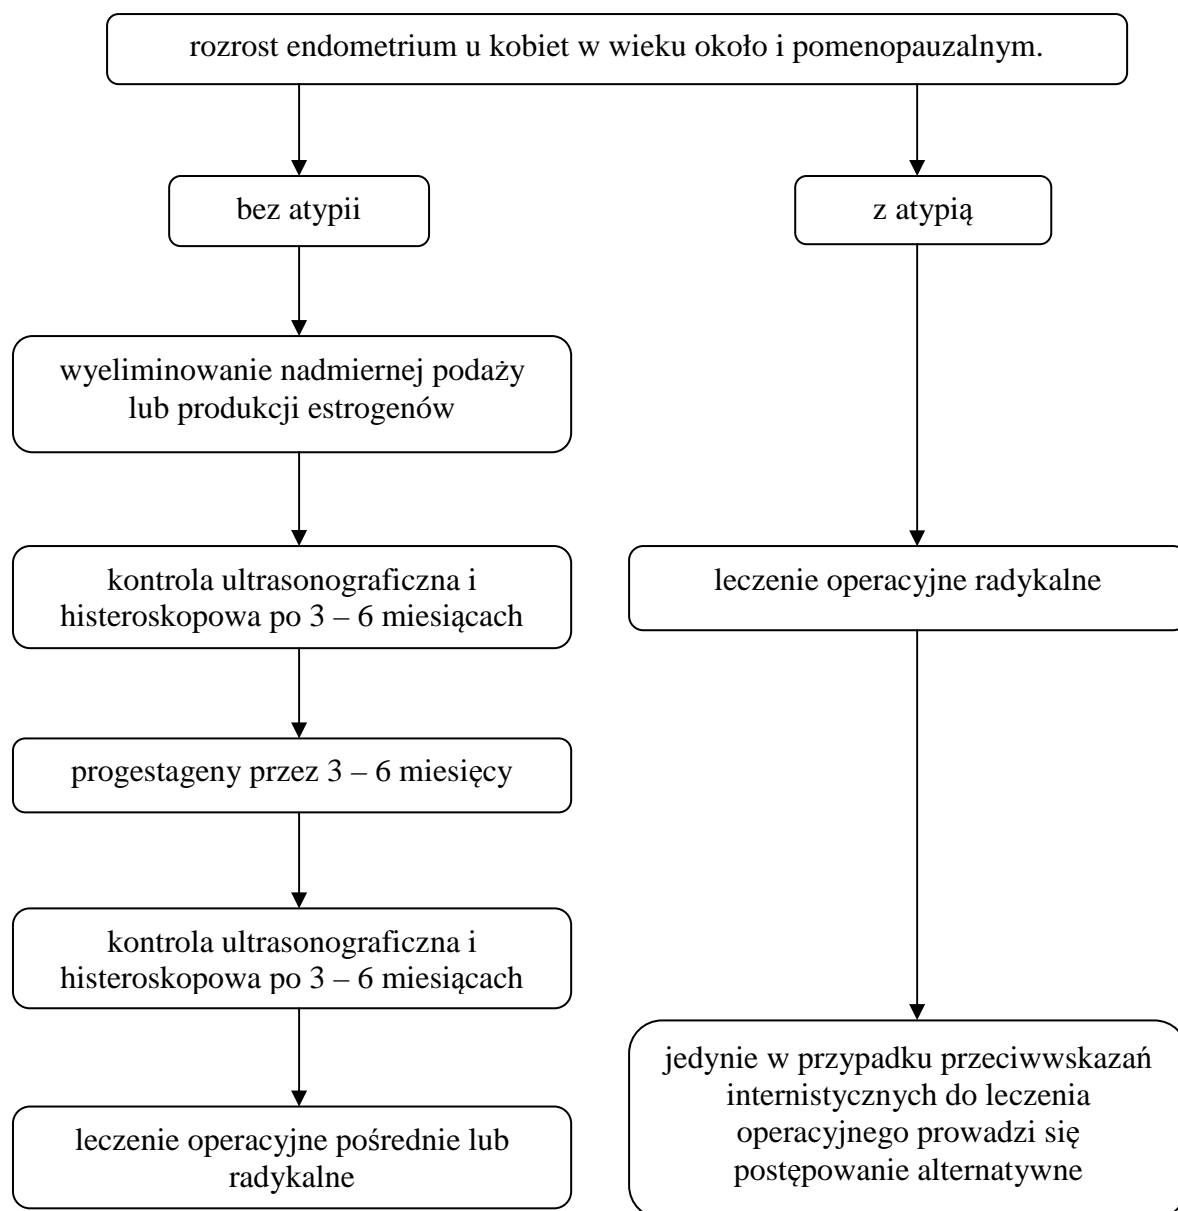 rozrost endometrium u kobiet w wieku około i pomenopauzalnym.
bez atypii
z atypią
wyeliminowanie nadmiernej podaży
lub produkcji estrogenów
kontrola ultrasonograficzna i
histeroskopowa po 3 – 6 miesiącach
leczenie operacyjne radykalne
progestageny przez 3 – 6 miesięcy
kontrola ultrasonograficzna i
histeroskopowa po 3 – 6 miesiącach
leczenie operacyjne pośrednie lub
radykalne
jedynie w przypadku przeciwwskazań
internistycznych do leczenia
operacyjnego prowadzi się
postępowanie alternatywne